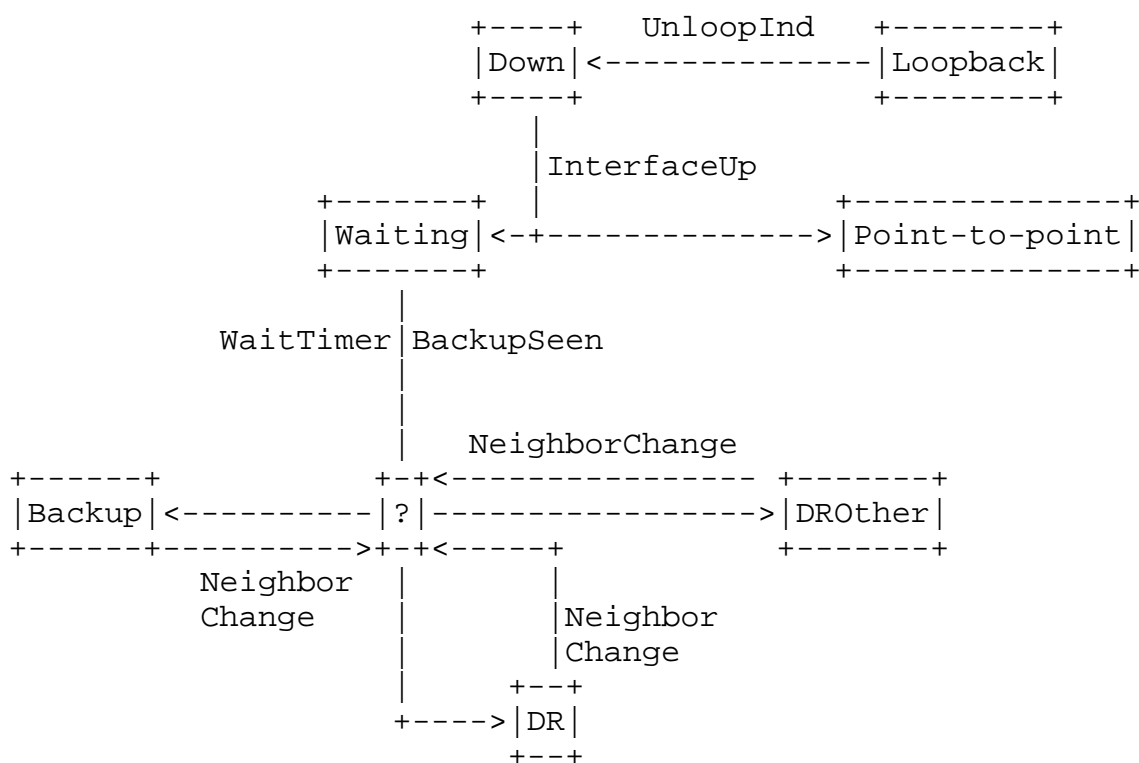 +----+   UnloopInd   +--------+
                              |Down|<--------------|Loopback|
                              +----+               +--------+
                                 |
                                 |InterfaceUp
                      +-------+  |               +--------------+
                      |Waiting|<-+-------------->|Point-to-point|
                      +-------+                  +--------------+
                          |
                 WaitTimer|BackupSeen
                          |
                          |
                          |   NeighborChange
      +------+           +-+<---------------- +-------+
      |Backup|<----------|?|----------------->|DROther|
      +------+---------->+-+<-----+           +-------+
                Neighbor  |       |
                Change    |       |Neighbor
                          |       |Change
                          |     +--+
                          +---->|DR|
                                +--+